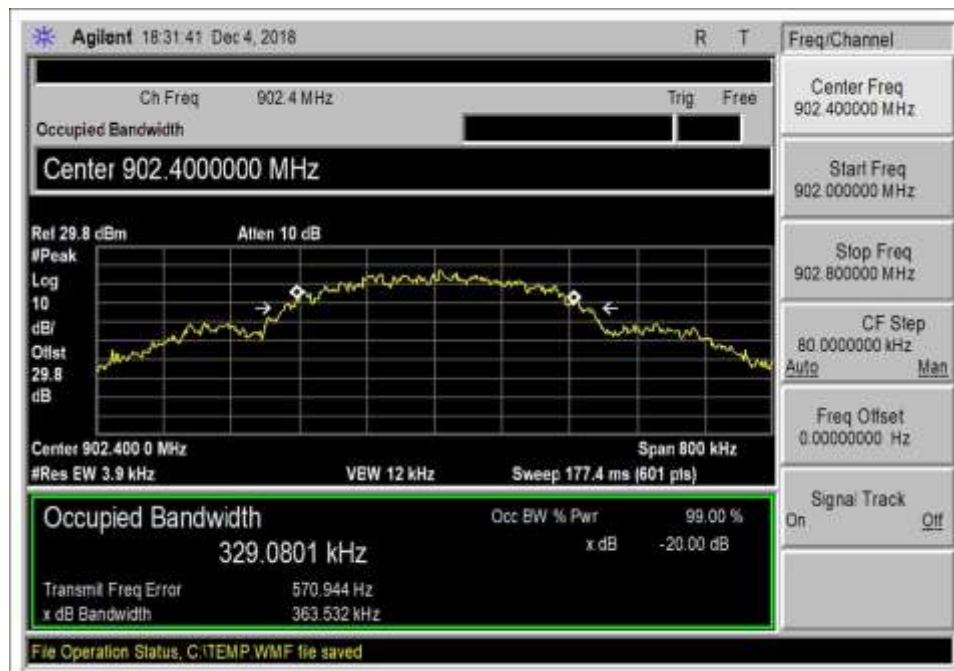 Agilent 18:31:41 Dec 4, 2018 R T
Freq/Channel
Ch Freq 902.4 MHz Trig Free
Occupied Bandwidth
Center 902.4000000 MHz
Ref 29.8 dBm Atten 10 dB
#Peak
Log
10
dB/
Offst
29.8
dB
Center 902.400 0 MHz Span 800 kHz
#Res EW 3.9 kHz VEW 12 kHz Sweep 177.4 ms (601 pts)
Occupied Bandwidth
329.0801 kHz
Occ BW % Pwr 99.00 %
x dB -20.00 dB
Transmit Freq Error 570.944 Hz
x dB Bandwidth 363.532 kHz
File Operation Status, C:\TEMP.WMF file saved
Center Freq
902.400000 MHz
Start Freq
902.000000 MHz
Stop Freq
902.800000 MHz
CF Step
80.0000000 kHz
Auto Man
Freq Offset
0.00000000 Hz
Signal Track
On Off